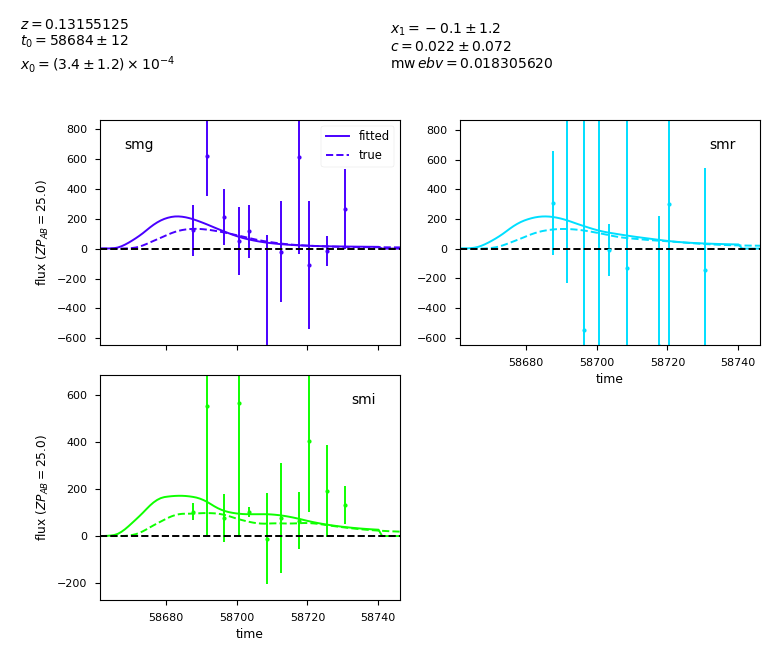 z = 0.13155125
t₀ = 58684 ± 12
x₀ = (3.4 ± 1.2) × 10⁻⁴
x₁ = −0.1 ± 1.2
c = 0.022 ± 0.072
mw ebv = 0.018305620
smg
fitted
true
800
600
400
200
0
−200
−400
−600
flux (ZP_AB = 25.0)
smr
800
600
400
200
0
−200
−400
−600
58680
58700
58720
58740
time
smi
600
400
200
0
−200
flux (ZP_AB = 25.0)
58680
58700
58720
58740
time